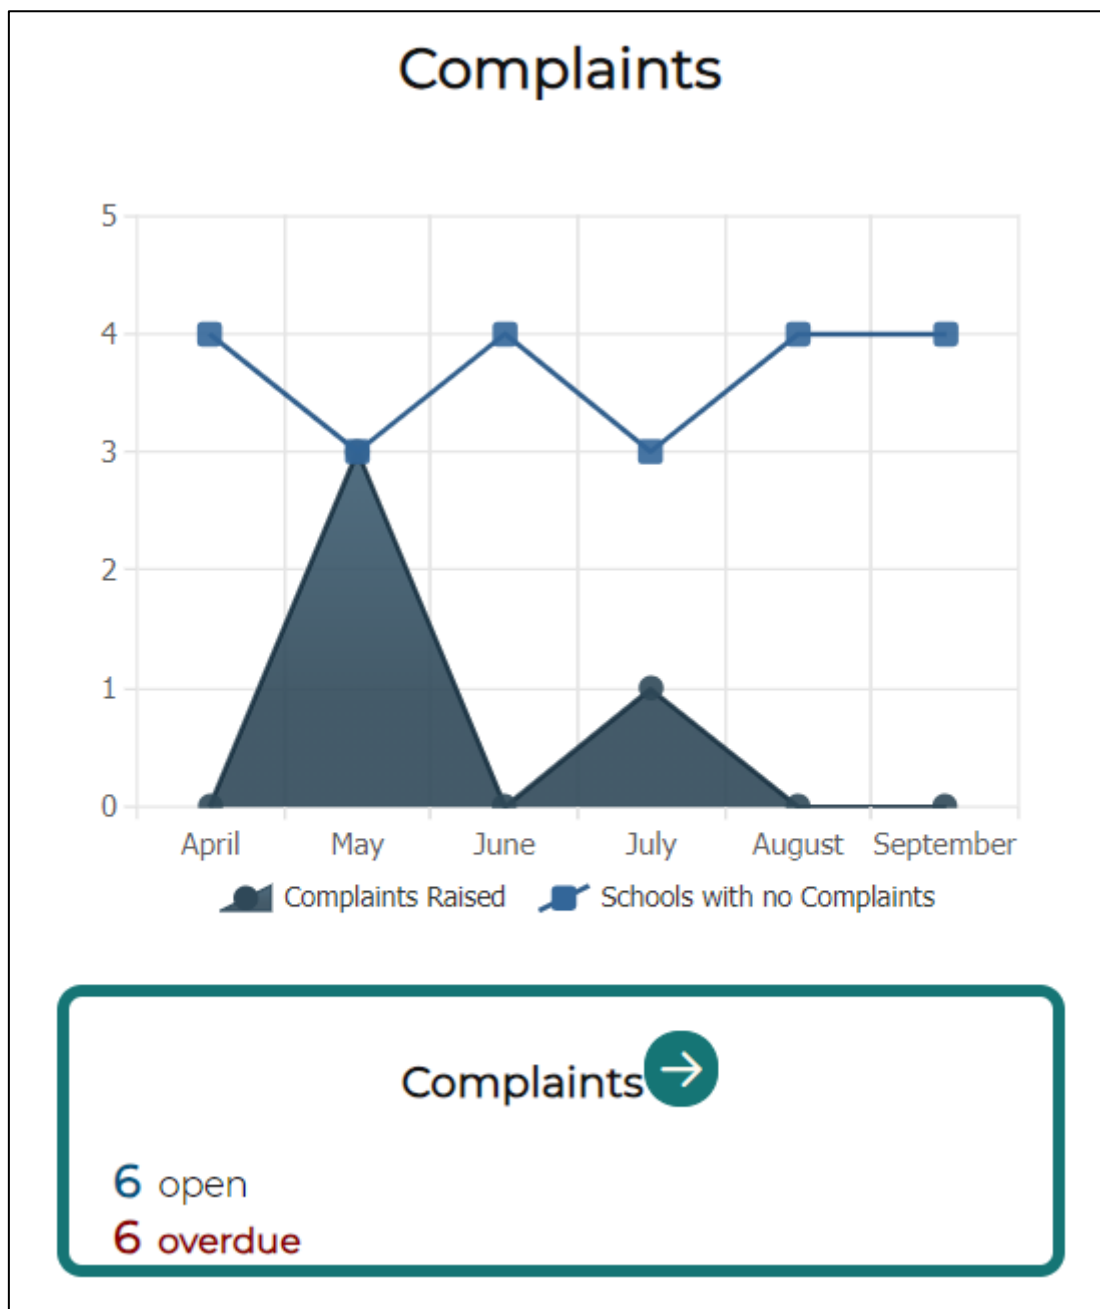 Complaints
5
4
3
2
1
0
April May June July August September
Complaints Raised Schools with no Complaints
Complaints
6 open
6 overdue